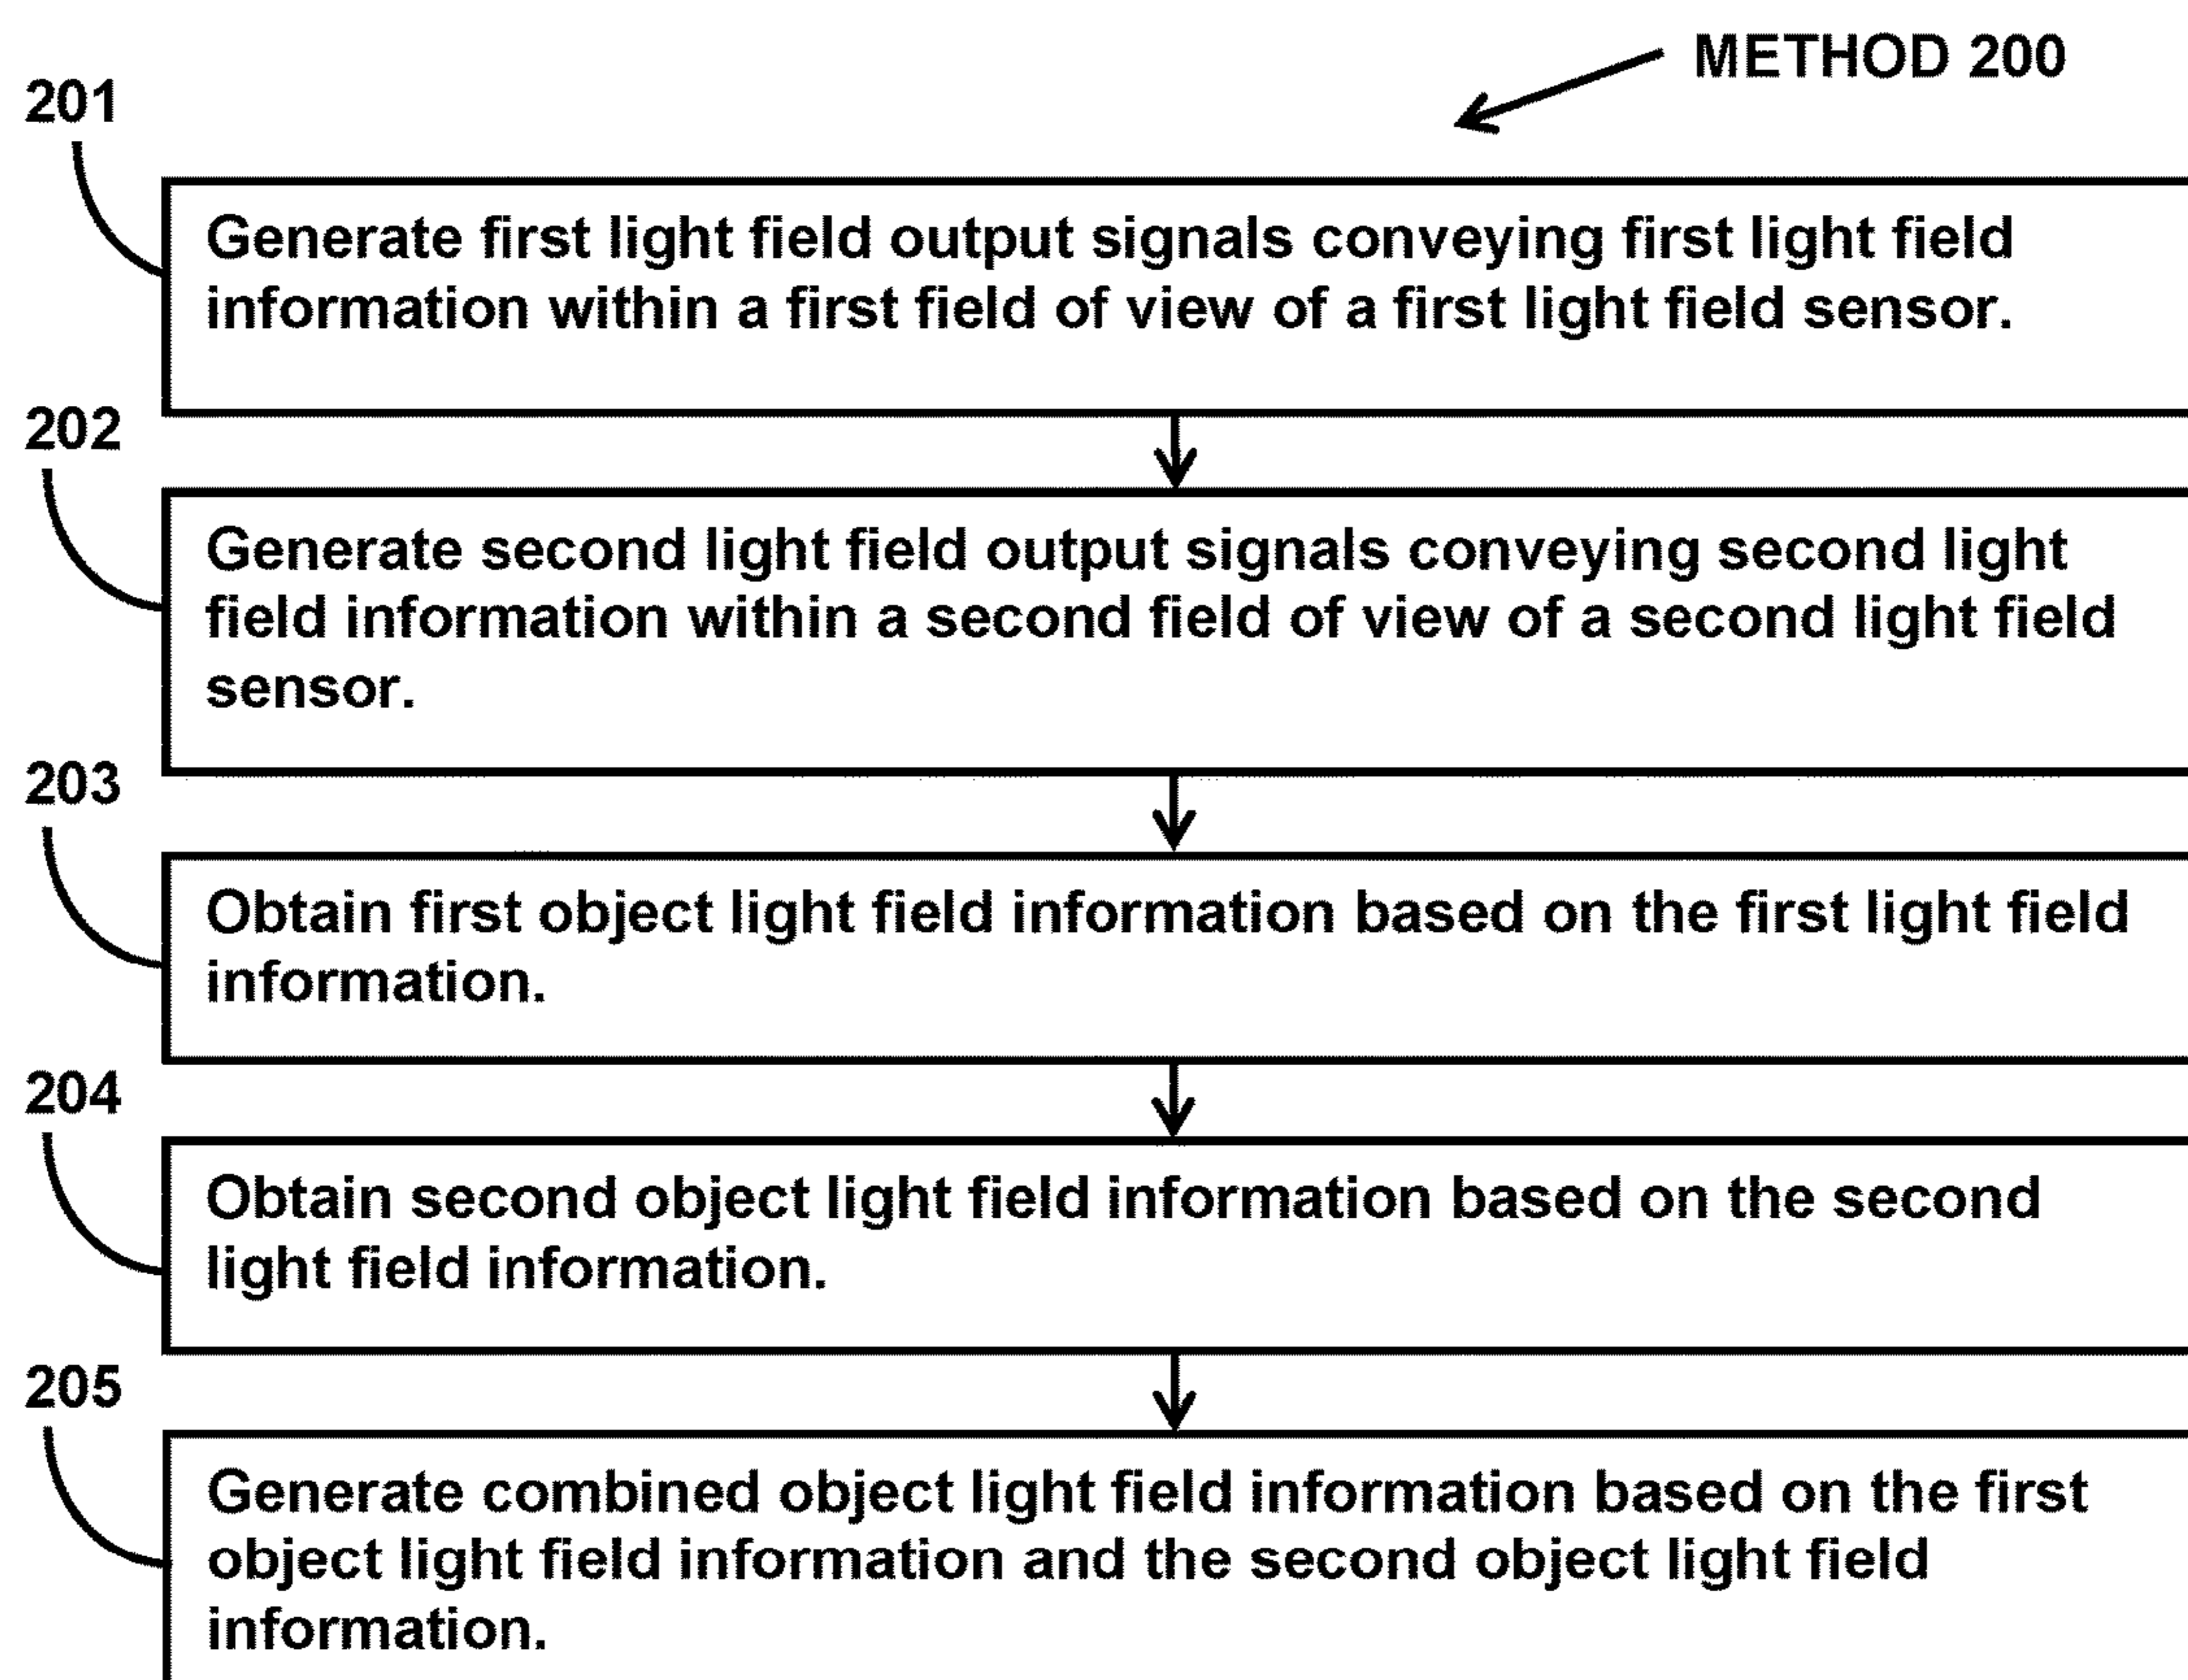 METHOD 200
201
Generate first light field output signals conveying first light field
information within a first field of view of a first light field sensor.
202
Generate second light field output signals conveying second light
field information within a second field of view of a second light field
sensor.
203
Obtain first object light field information based on the first light field
information.
204
Obtain second object light field information based on the second
light field information.
205
Generate combined object light field information based on the first
object light field information and the second object light field
information.